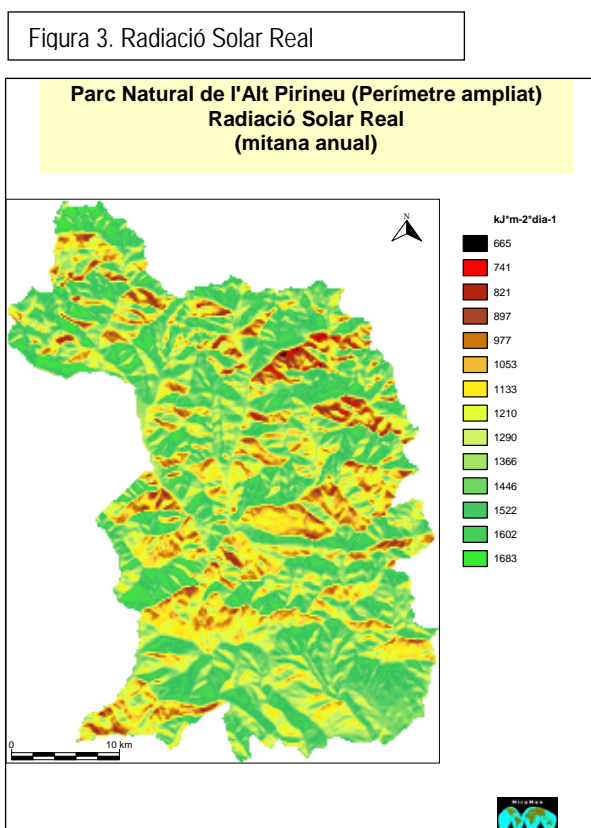 Figura 3. Radiació Solar Real
Parc Natural de l'Alt Pirineu (Perímetre ampliat)
Radiació Solar Real
(mitana anual)
N
kJ*m-2*dia-1
665
741
821
897
977
1053
1133
1210
1290
1366
1446
1522
1602
1683
0 10 km
MiraMon